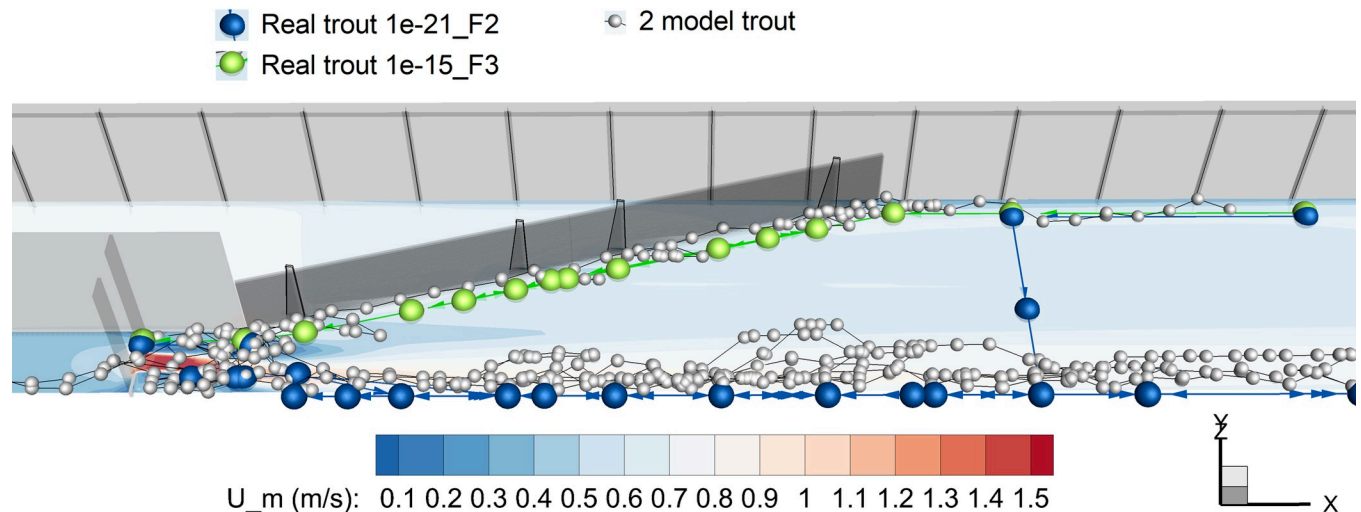 Real trout 1e-21_F2
2 model trout
Real trout 1e-15_F3
U_m (m/s): 0.1 0.2 0.3 0.4 0.5 0.6 0.7 0.8 0.9 1 1.1 1.2 1.3 1.4 1.5
Y
Z
X